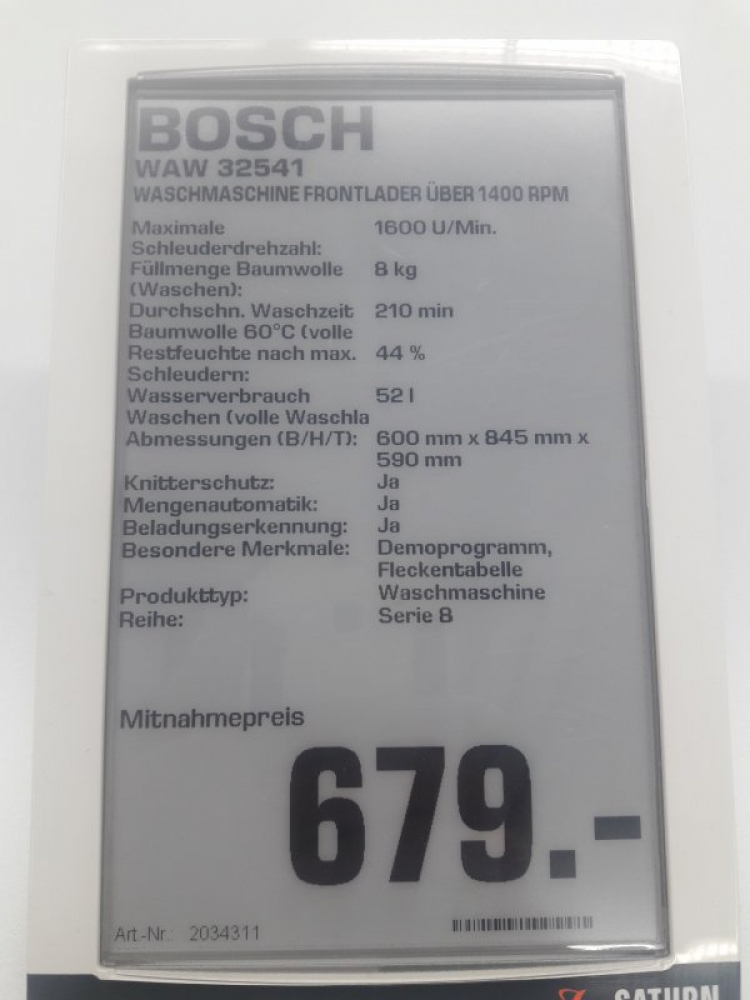 BOSCH
WAW 32541
WASCHMASCHINE FRONTLADER ÜBER 1400 RPM
Maximale 1600 U/Min.
Schleuderdrehzahl:
Füllmenge Baumwolle 8 kg
(Waschen):
Durchschn. Waschzeit 210 min
Baumwolle 60°C (volle
Restfeuchte nach max. 44 %
Schleudern:
Wasserverbrauch 52 l
Waschen (volle Waschla
Abmessungen (B/H/T): 600 mm x 845 mm x
590 mm
Knitterschutz: Ja
Mengenautomatik: Ja
Beladungserkennung: Ja
Besondere Merkmale: Demoprogramm,
Fleckentabelle
Produkttyp: Waschmaschine
Reihe: Serie 8
Mitnahmepreis
679.-
Art.-Nr.: 2034311
SATURN